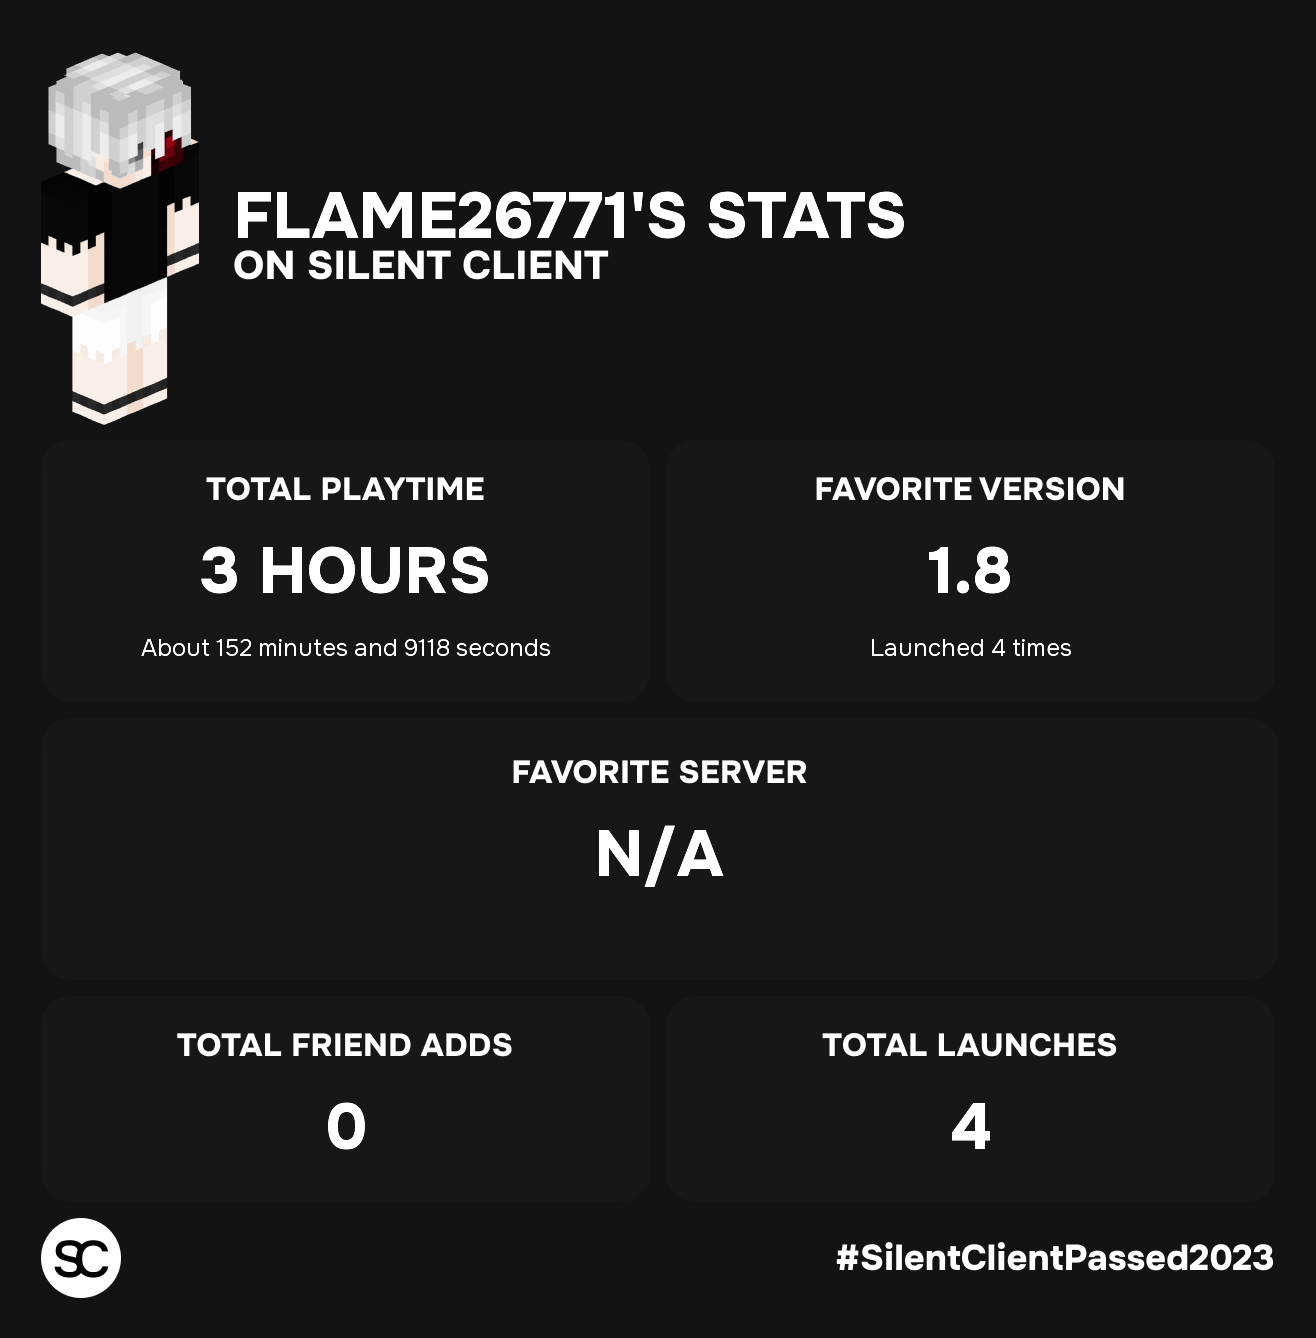 FLAME26771'S STATS
ON SILENT CLIENT
TOTAL PLAYTIME
3 HOURS
About 152 minutes and 9118 seconds
FAVORITE VERSION
1.8
Launched 4 times
FAVORITE SERVER
N/A
TOTAL FRIEND ADDS
0
TOTAL LAUNCHES
4
SC
#SilentClientPassed2023